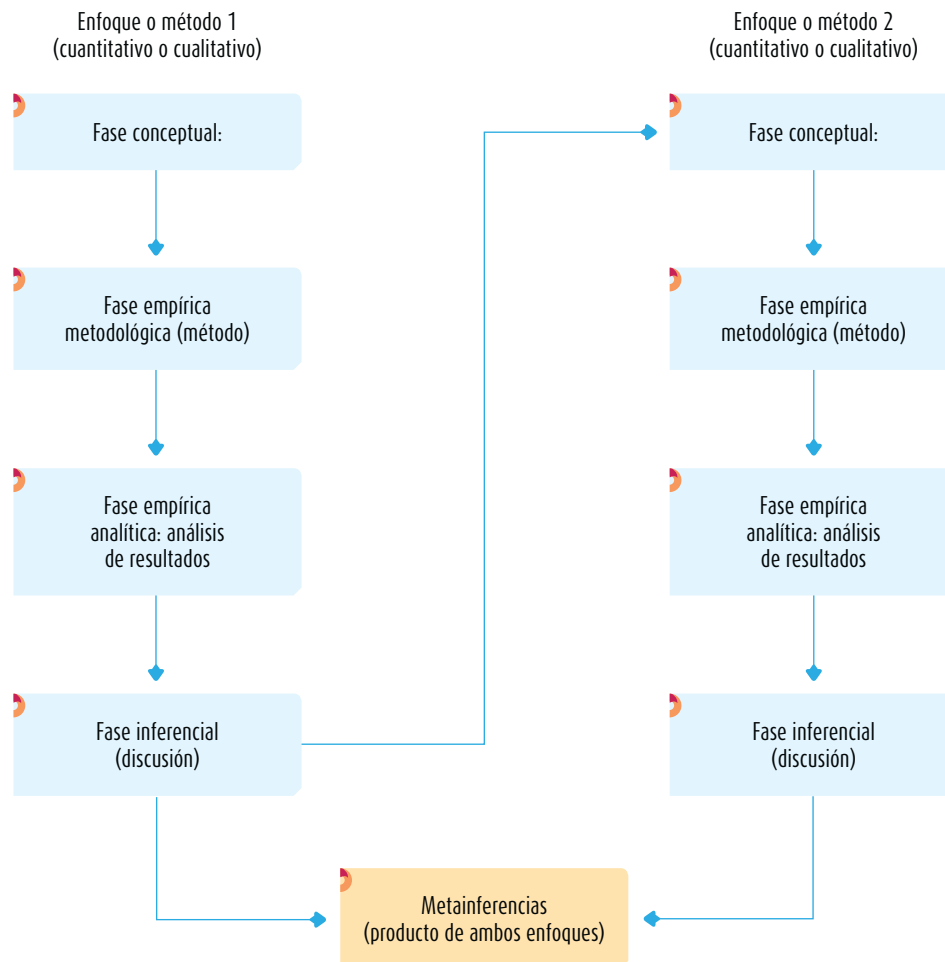 Enfoque o método 1
(cuantitativo o cualitativo)
Fase conceptual:
Fase empírica
metodológica (método)
Fase empírica
analítica: análisis
de resultados
Fase inferencial
(discusión)
Enfoque o método 2
(cuantitativo o cualitativo)
Fase conceptual:
Fase empírica
metodológica (método)
Fase empírica
analítica: análisis
de resultados
Fase inferencial
(discusión)
Metainferencias
(producto de ambos enfoques)